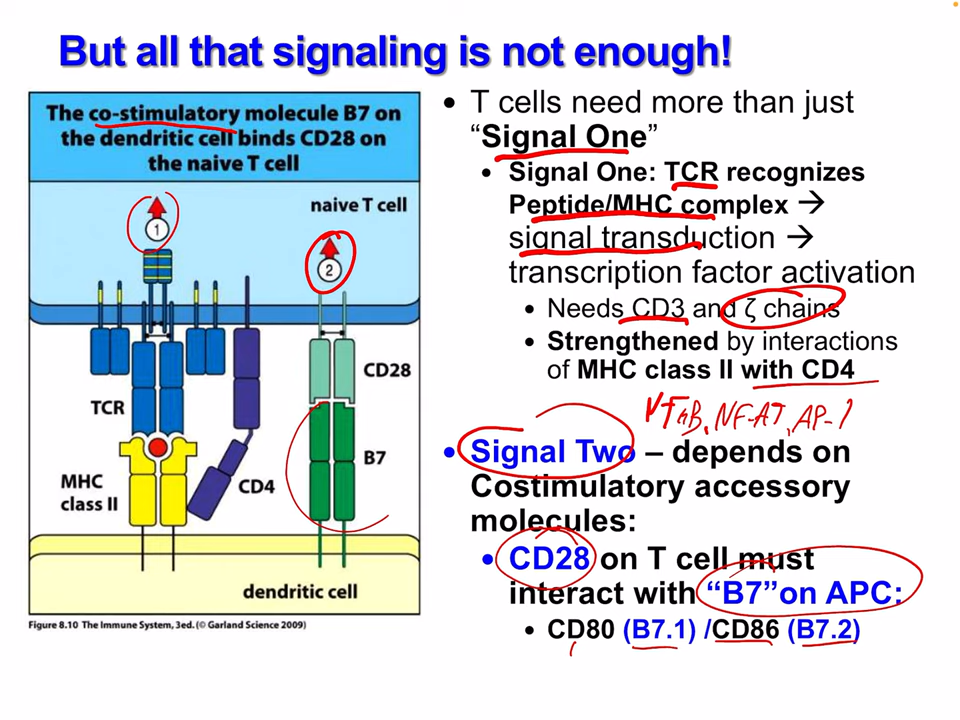 But all that signaling is not enough!
The co-stimulatory molecule B7 on
the dendritic cell binds CD28 on
the naive T cell
naive T cell
1
2
CD28
TCR
B7
MHC
class II
CD4
dendritic cell
Figure 8.10 The Immune System, 3ed. (© Garland Science 2009)
• T cells need more than just
“Signal One”
• Signal One: TCR recognizes
Peptide/MHC complex →
signal transduction →
transcription factor activation
• Needs CD3 and ζ chains
• Strengthened by interactions
of MHC class II with CD4
NFκB, NF-AT, AP-1
• Signal Two – depends on
Costimulatory accessory
molecules:
• CD28 on T cell must
interact with “B7”on APC:
• CD80 (B7.1) /CD86 (B7.2)